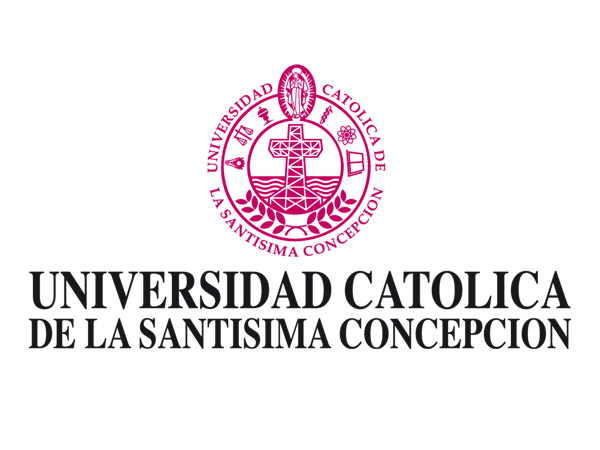 UNIVERSIDAD CATOLICA DE
LA SANTISIMA CONCEPCION
UNIVERSIDAD CATOLICA
DE LA SANTISIMA CONCEPCION